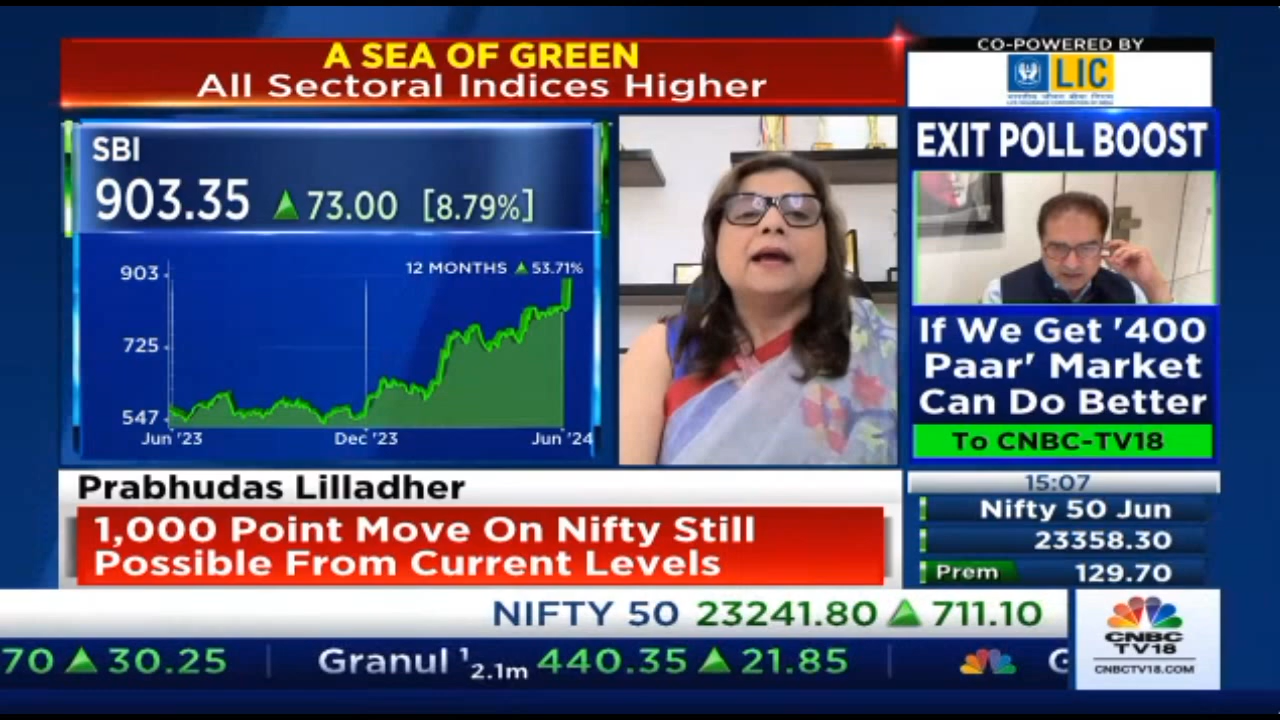 A SEA OF GREEN
All Sectoral Indices Higher
CO-POWERED BY
LIC
SBI
903.35 ▲ 73.00 [8.79%]
12 MONTHS ▲ 53.71%
903
725
547
Jun '23 Dec '23 Jun '24
EXIT POLL BOOST
If We Get '400
Paar' Market
Can Do Better
To CNBC-TV18
Prabhudas Lilladher
1,000 Point Move On Nifty Still
Possible From Current Levels
15:07
Nifty 50 Jun
23358.30
Prem 129.70
NIFTY 50 23241.80 ▲ 711.10
70 ▲ 30.25 Granul ¹ 2.1m 440.35 ▲ 21.85 G
CNBC
TV18
CNBCTV18.COM